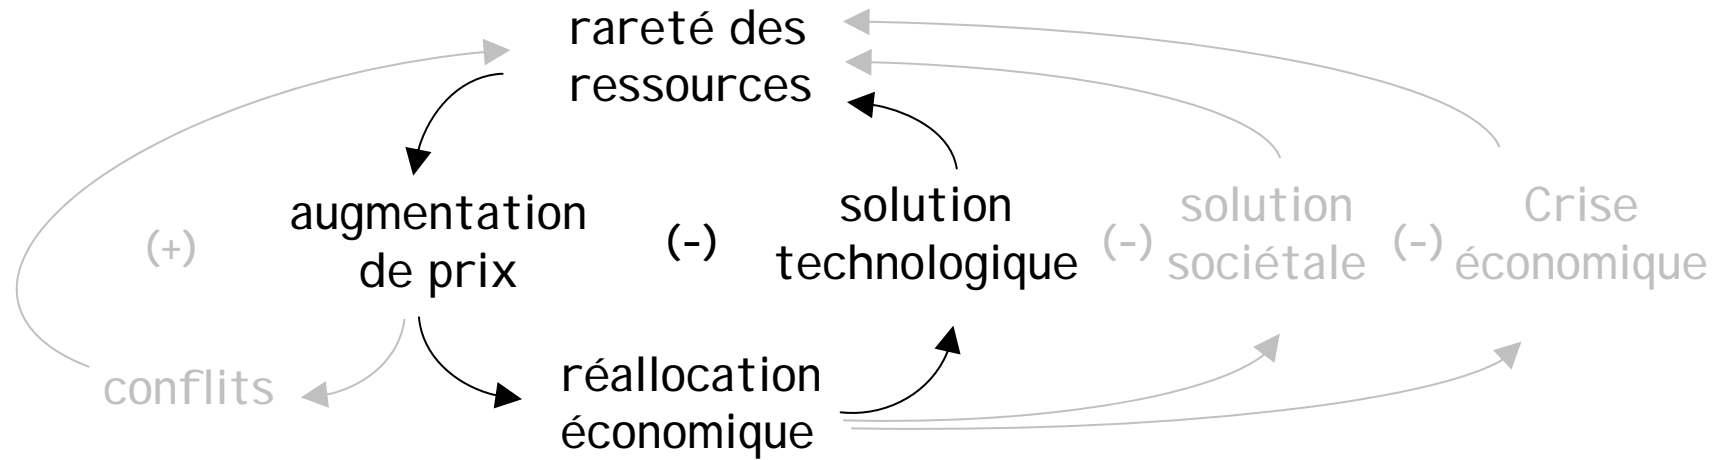 rareté des
ressources
augmentation
de prix
(+)
(-)
solution
technologique
(-)
solution
sociétale
(-)
Crise
économique
conflits
réallocation
économique